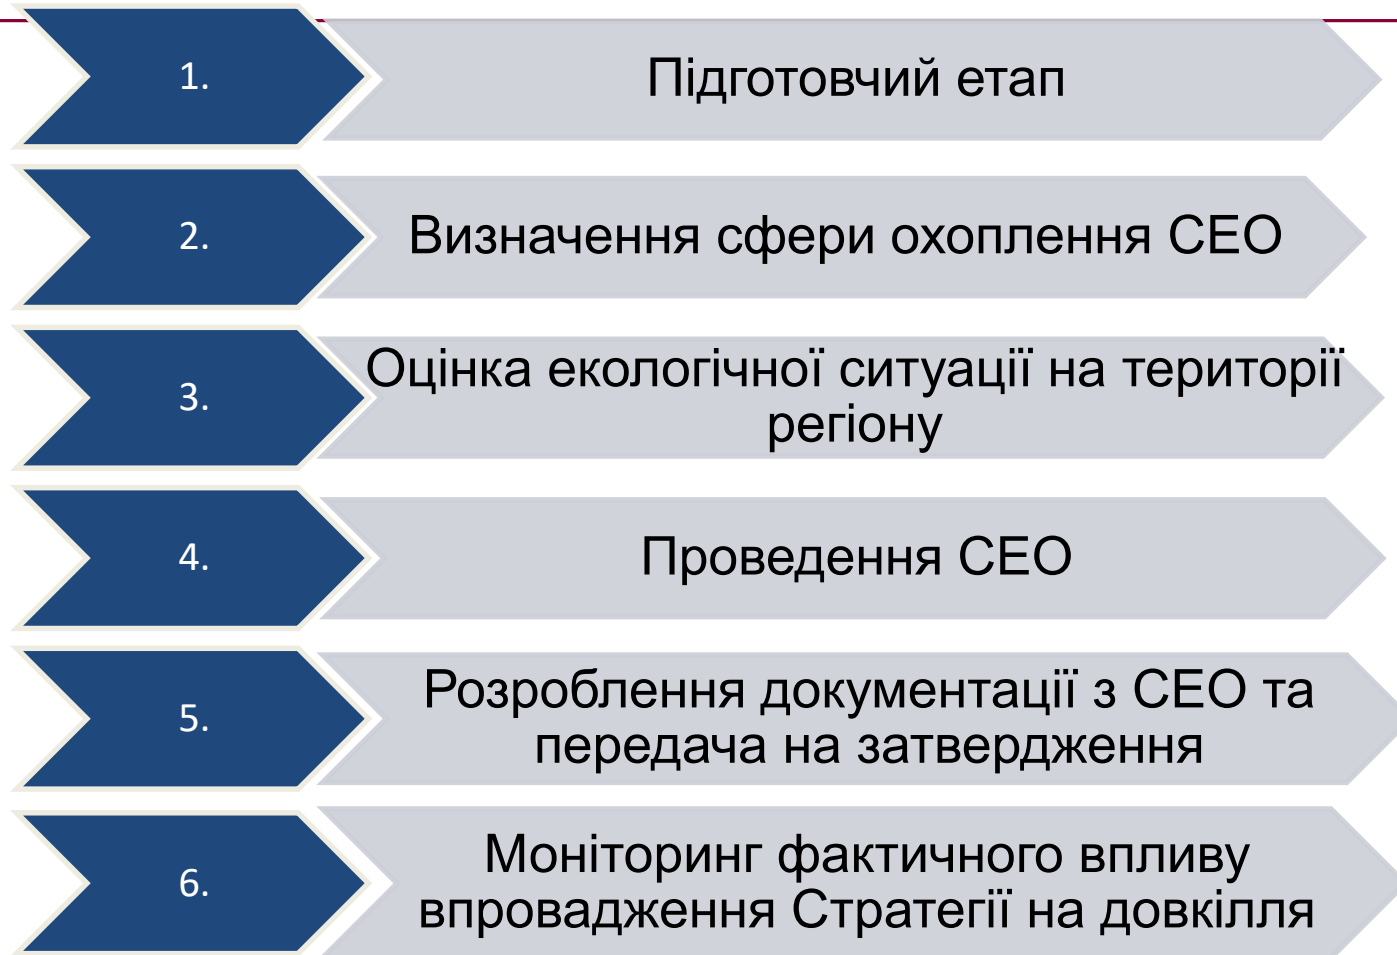 1.
Підготовчий етап
2.
Визначення сфери охоплення СЕО
3.
Оцінка екологічної ситуації на території
регіону
4.
Проведення СЕО
5.
Розроблення документації з СЕО та
передача на затвердження
6.
Моніторинг фактичного впливу
впровадження Стратегії на довкілля